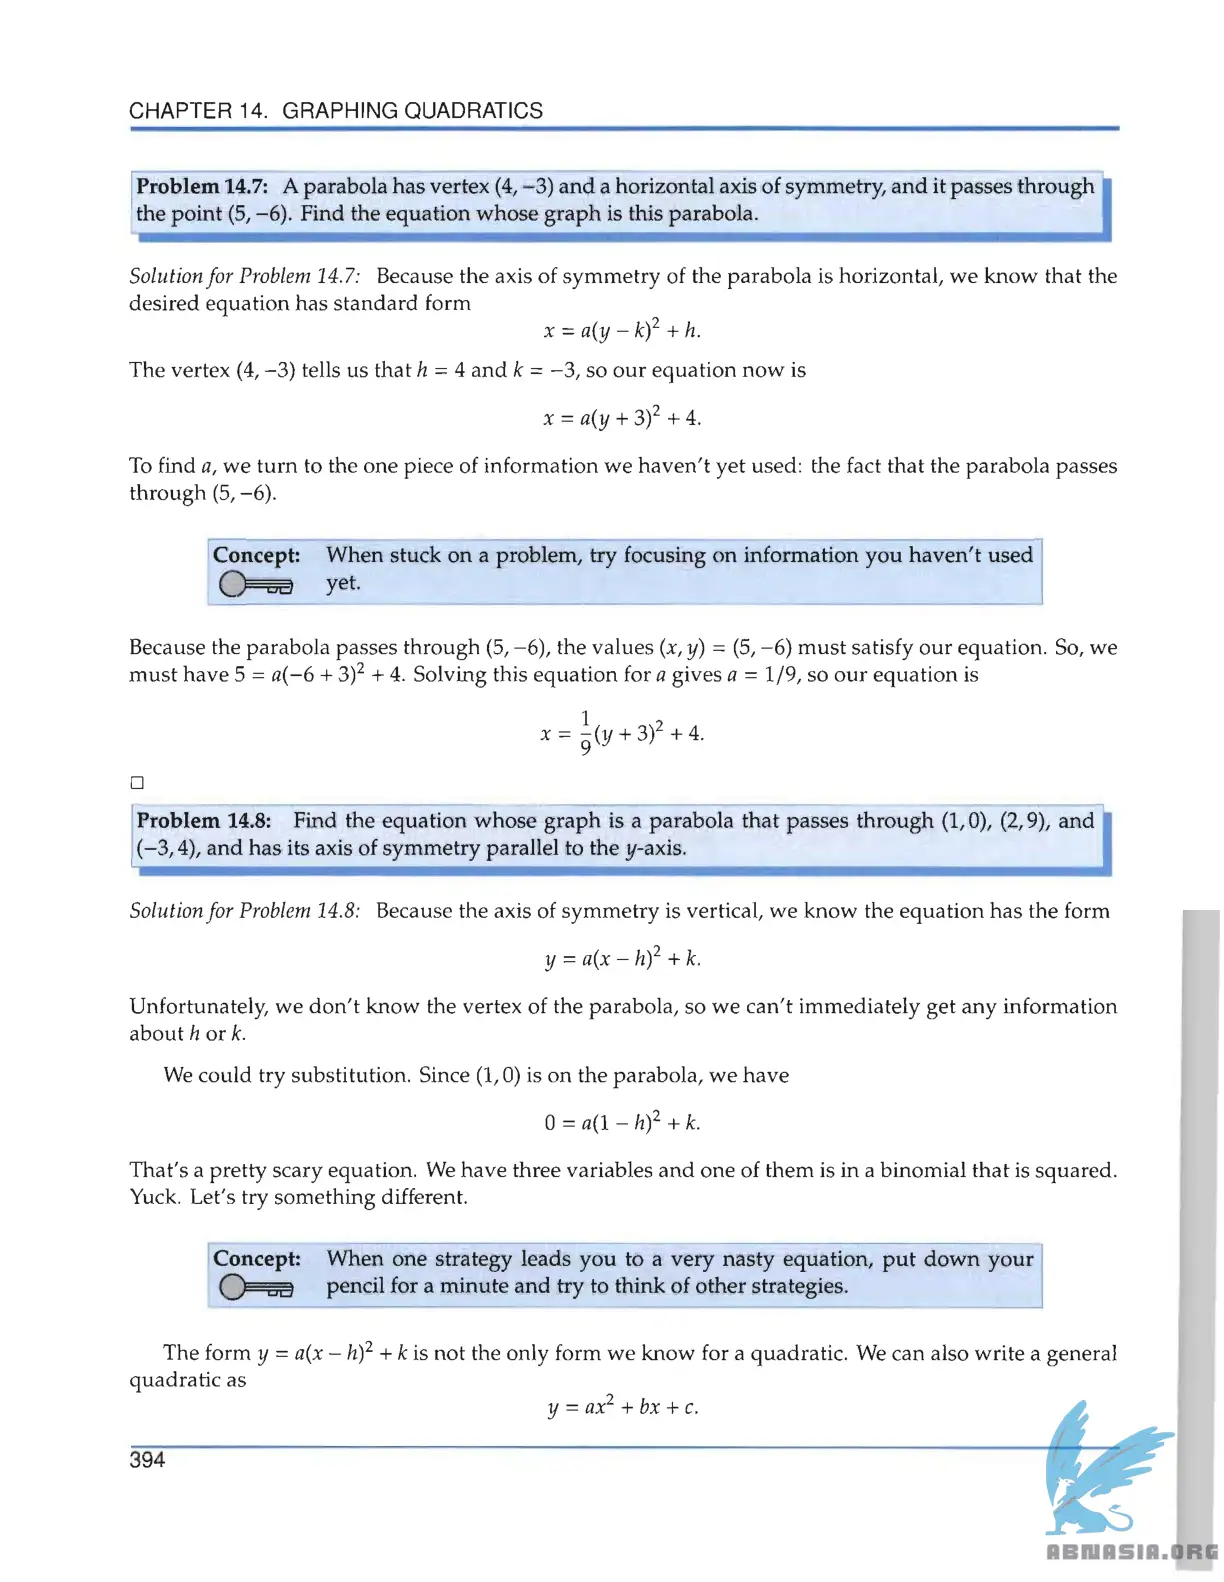 CHAPTER 14. GRAPHING QUADRATICS
Problem 14.7: A parabola has vertex (4, −3) and a horizontal axis of symmetry, and it passes through
the point (5, −6). Find the equation whose graph is this parabola.
Solution for Problem 14.7: Because the axis of symmetry of the parabola is horizontal, we know that the
desired equation has standard form
x = a(y − k)² + h.
The vertex (4, −3) tells us that h = 4 and k = −3, so our equation now is
x = a(y + 3)² + 4.
To find a, we turn to the one piece of information we haven't yet used: the fact that the parabola passes
through (5, −6).
Concept: When stuck on a problem, try focusing on information you haven't used
yet.
Because the parabola passes through (5, −6), the values (x, y) = (5, −6) must satisfy our equation. So, we
must have 5 = a(−6 + 3)² + 4. Solving this equation for a gives a = 1/9, so our equation is
x = 1/9 (y + 3)² + 4.
□
Problem 14.8: Find the equation whose graph is a parabola that passes through (1, 0), (2, 9), and
(−3, 4), and has its axis of symmetry parallel to the y-axis.
Solution for Problem 14.8: Because the axis of symmetry is vertical, we know the equation has the form
y = a(x − h)² + k.
Unfortunately, we don't know the vertex of the parabola, so we can't immediately get any information
about h or k.
We could try substitution. Since (1, 0) is on the parabola, we have
0 = a(1 − h)² + k.
That's a pretty scary equation. We have three variables and one of them is in a binomial that is squared.
Yuck. Let's try something different.
Concept: When one strategy leads you to a very nasty equation, put down your
pencil for a minute and try to think of other strategies.
The form y = a(x − h)² + k is not the only form we know for a quadratic. We can also write a general
quadratic as
y = ax² + bx + c.
394
ABMASIA.ORG